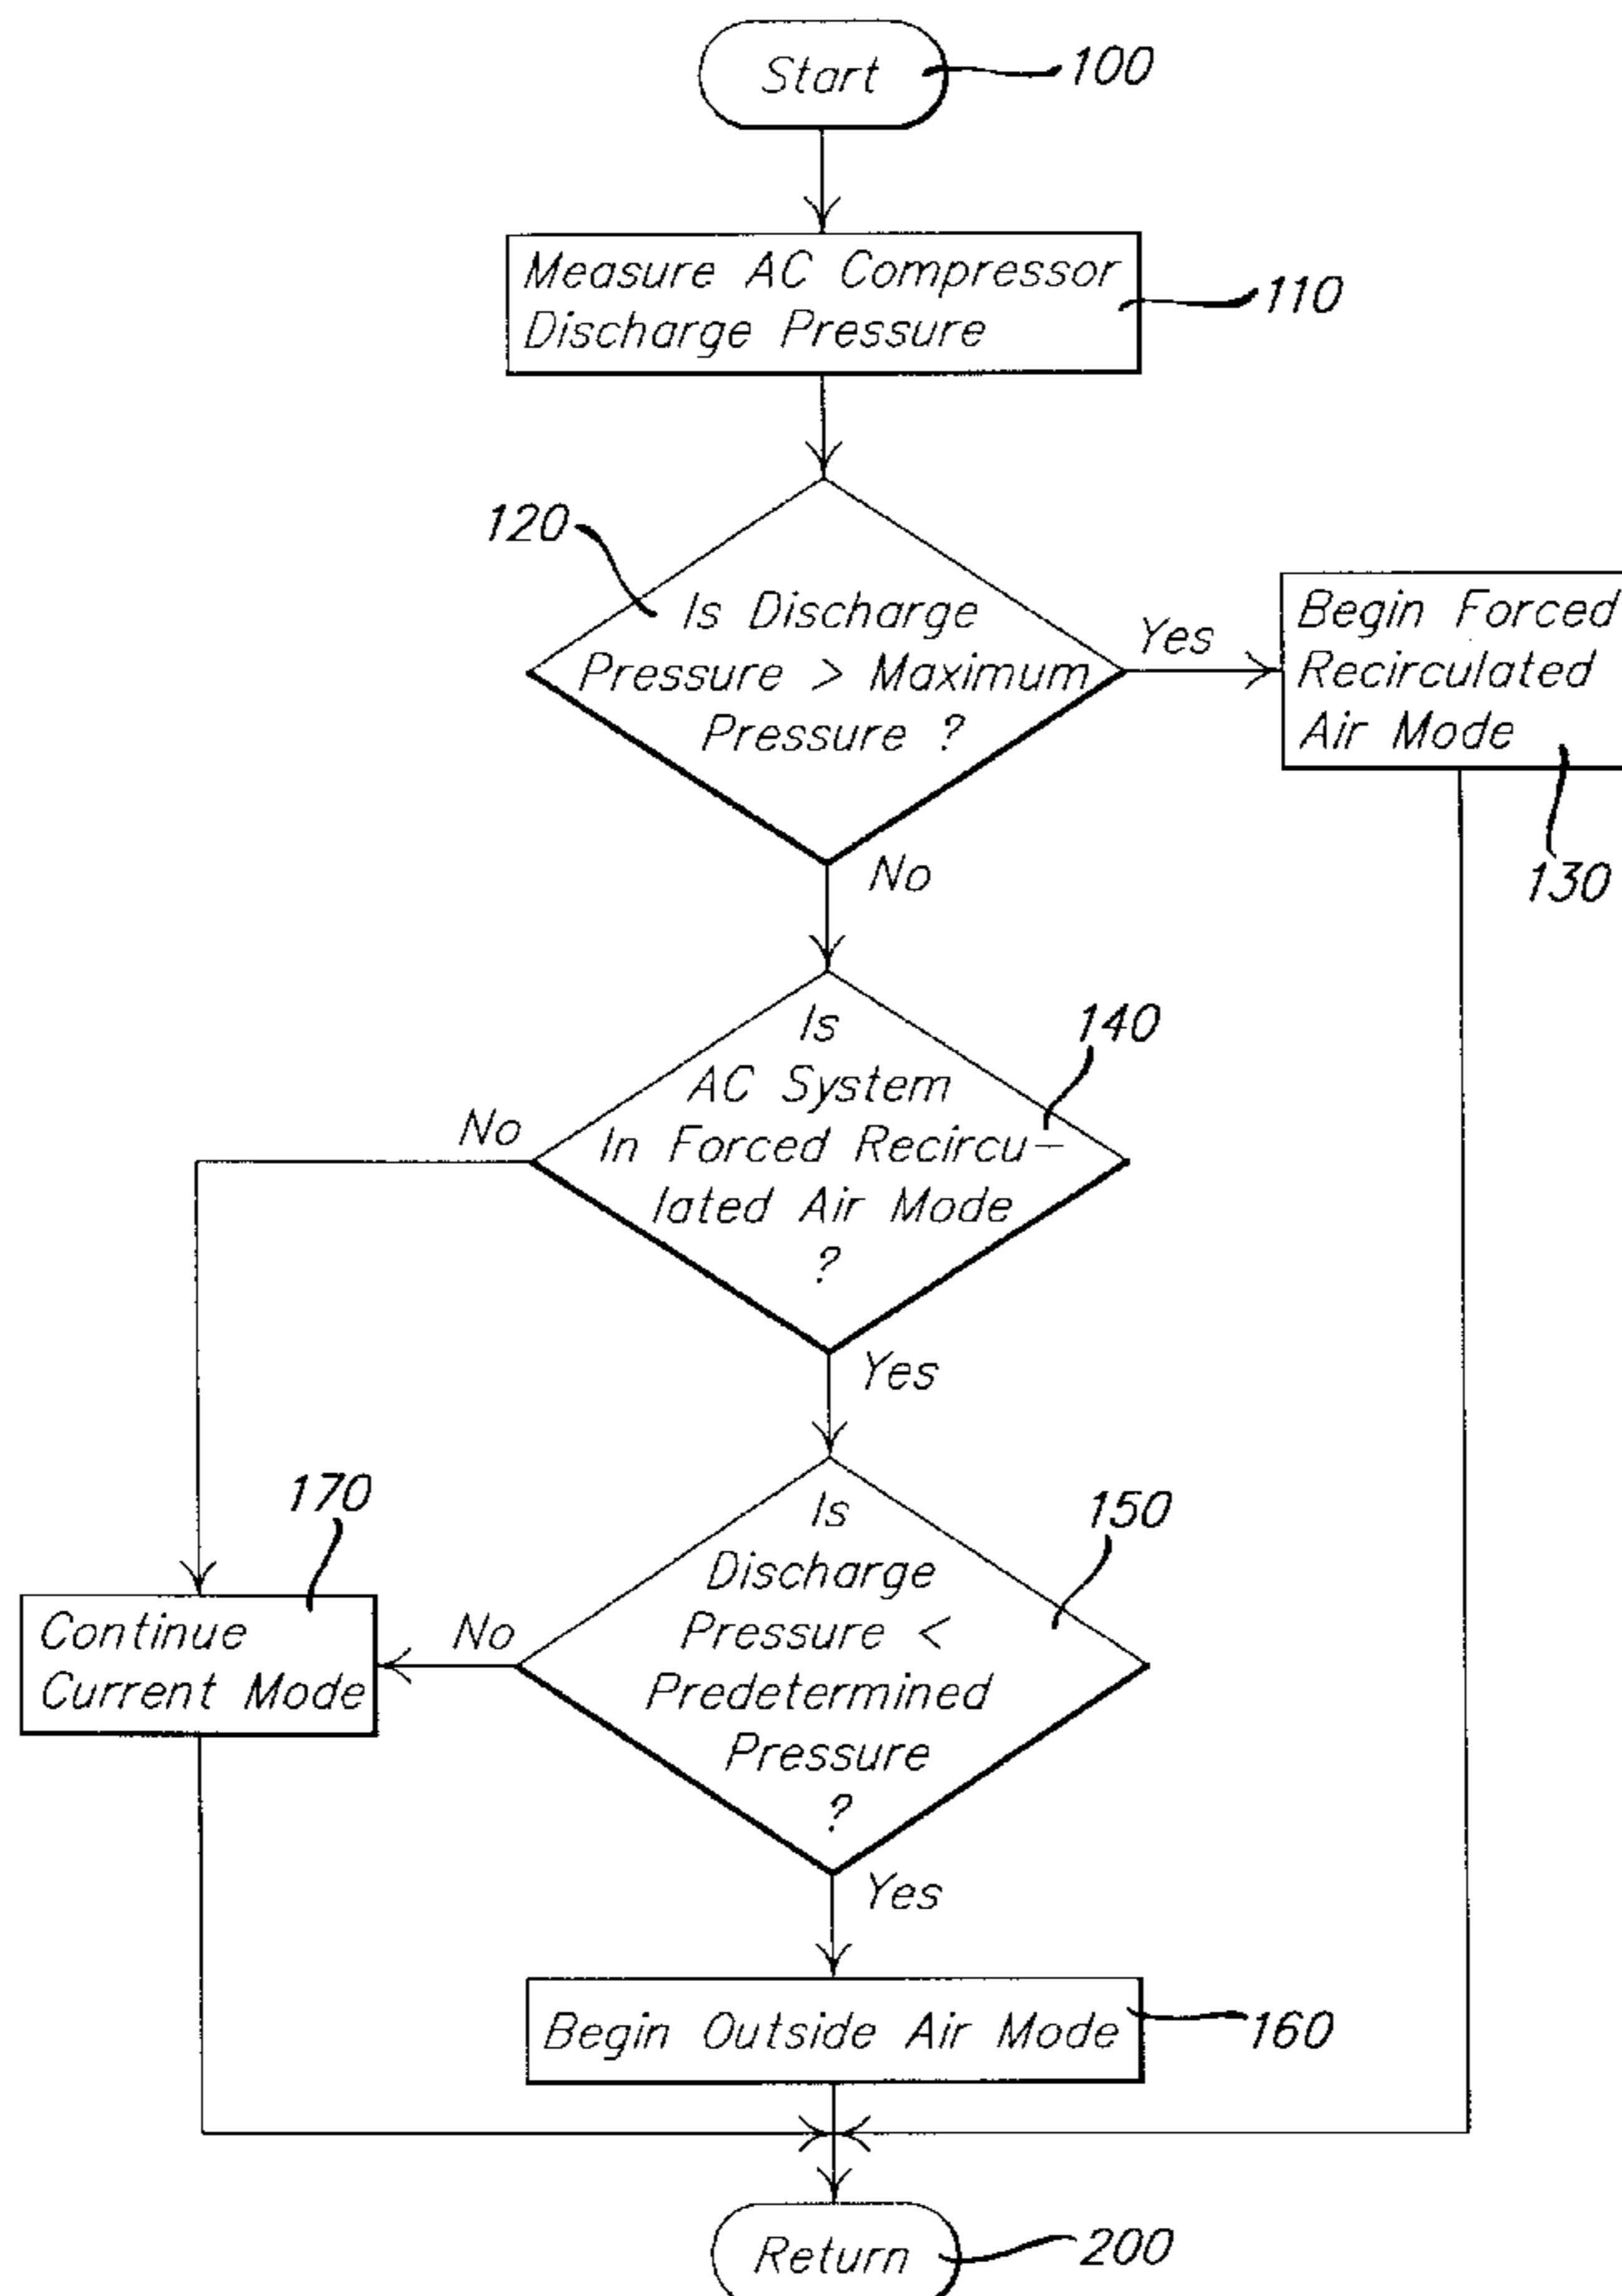 Start
100
Measure AC Compressor
Discharge Pressure
110
120
Is Discharge
Pressure > Maximum
Pressure ?
Yes
Begin Forced
Recirculated
Air Mode
130
No
Is
AC System
In Forced Recircu-
lated Air Mode
?
140
No
Yes
170
Is
Discharge
Pressure <
Predetermined
Pressure
?
150
No
Continue
Current Mode
Yes
Begin Outside Air Mode
160
Return
200